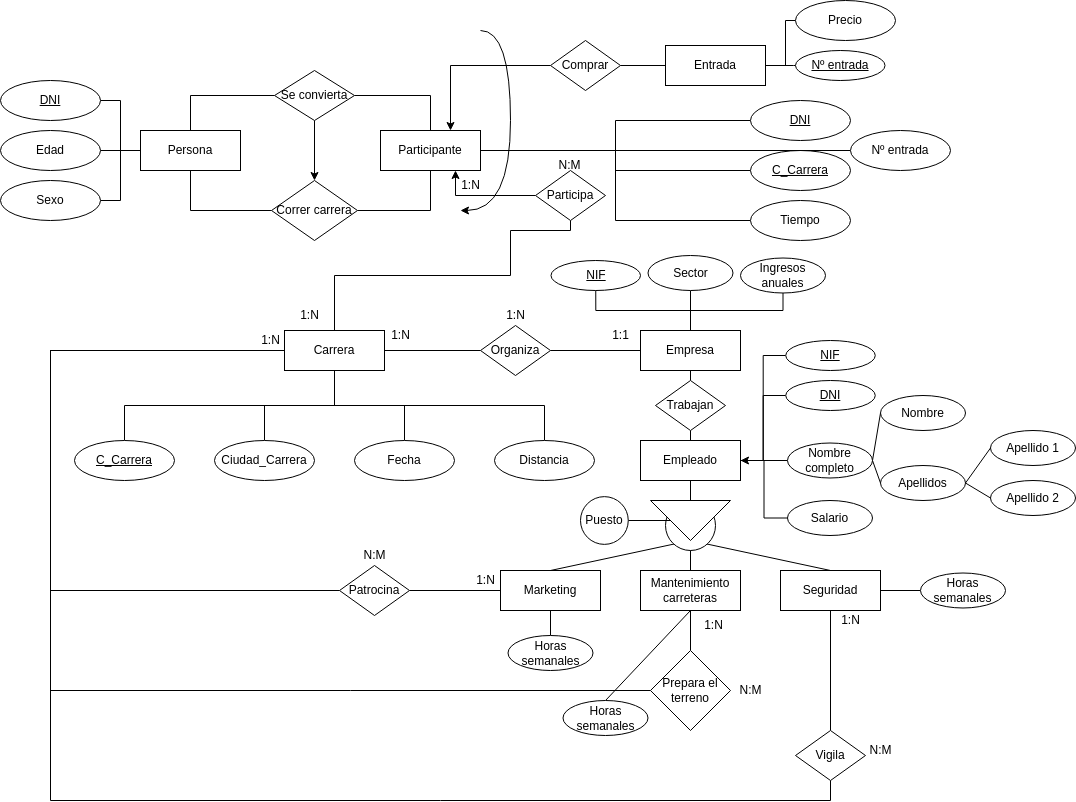 Precio
Comprar
Entrada
Nº entrada
Se convierta
DNI
DNI
Edad
Persona
Participante
Nº entrada
N:M
C_Carrera
1:N
Participa
Sexo
Correr carrera
Tiempo
NIF
Sector
Ingresos
anuales
1:N
1:N
1:N
1:N
1:1
Carrera
Organiza
Empresa
NIF
DNI
Trabajan
Nombre
C_Carrera
Ciudad_Carrera
Fecha
Distancia
Empleado
Nombre
completo
Apellido 1
Apellidos
Apellido 2
Puesto
Salario
N:M
1:N
Patrocina
Marketing
Mantenimiento
carreteras
Seguridad
Horas
semanales
1:N
1:N
Horas
semanales
Prepara el
terreno
N:M
Horas
semanales
Vigila
N:M